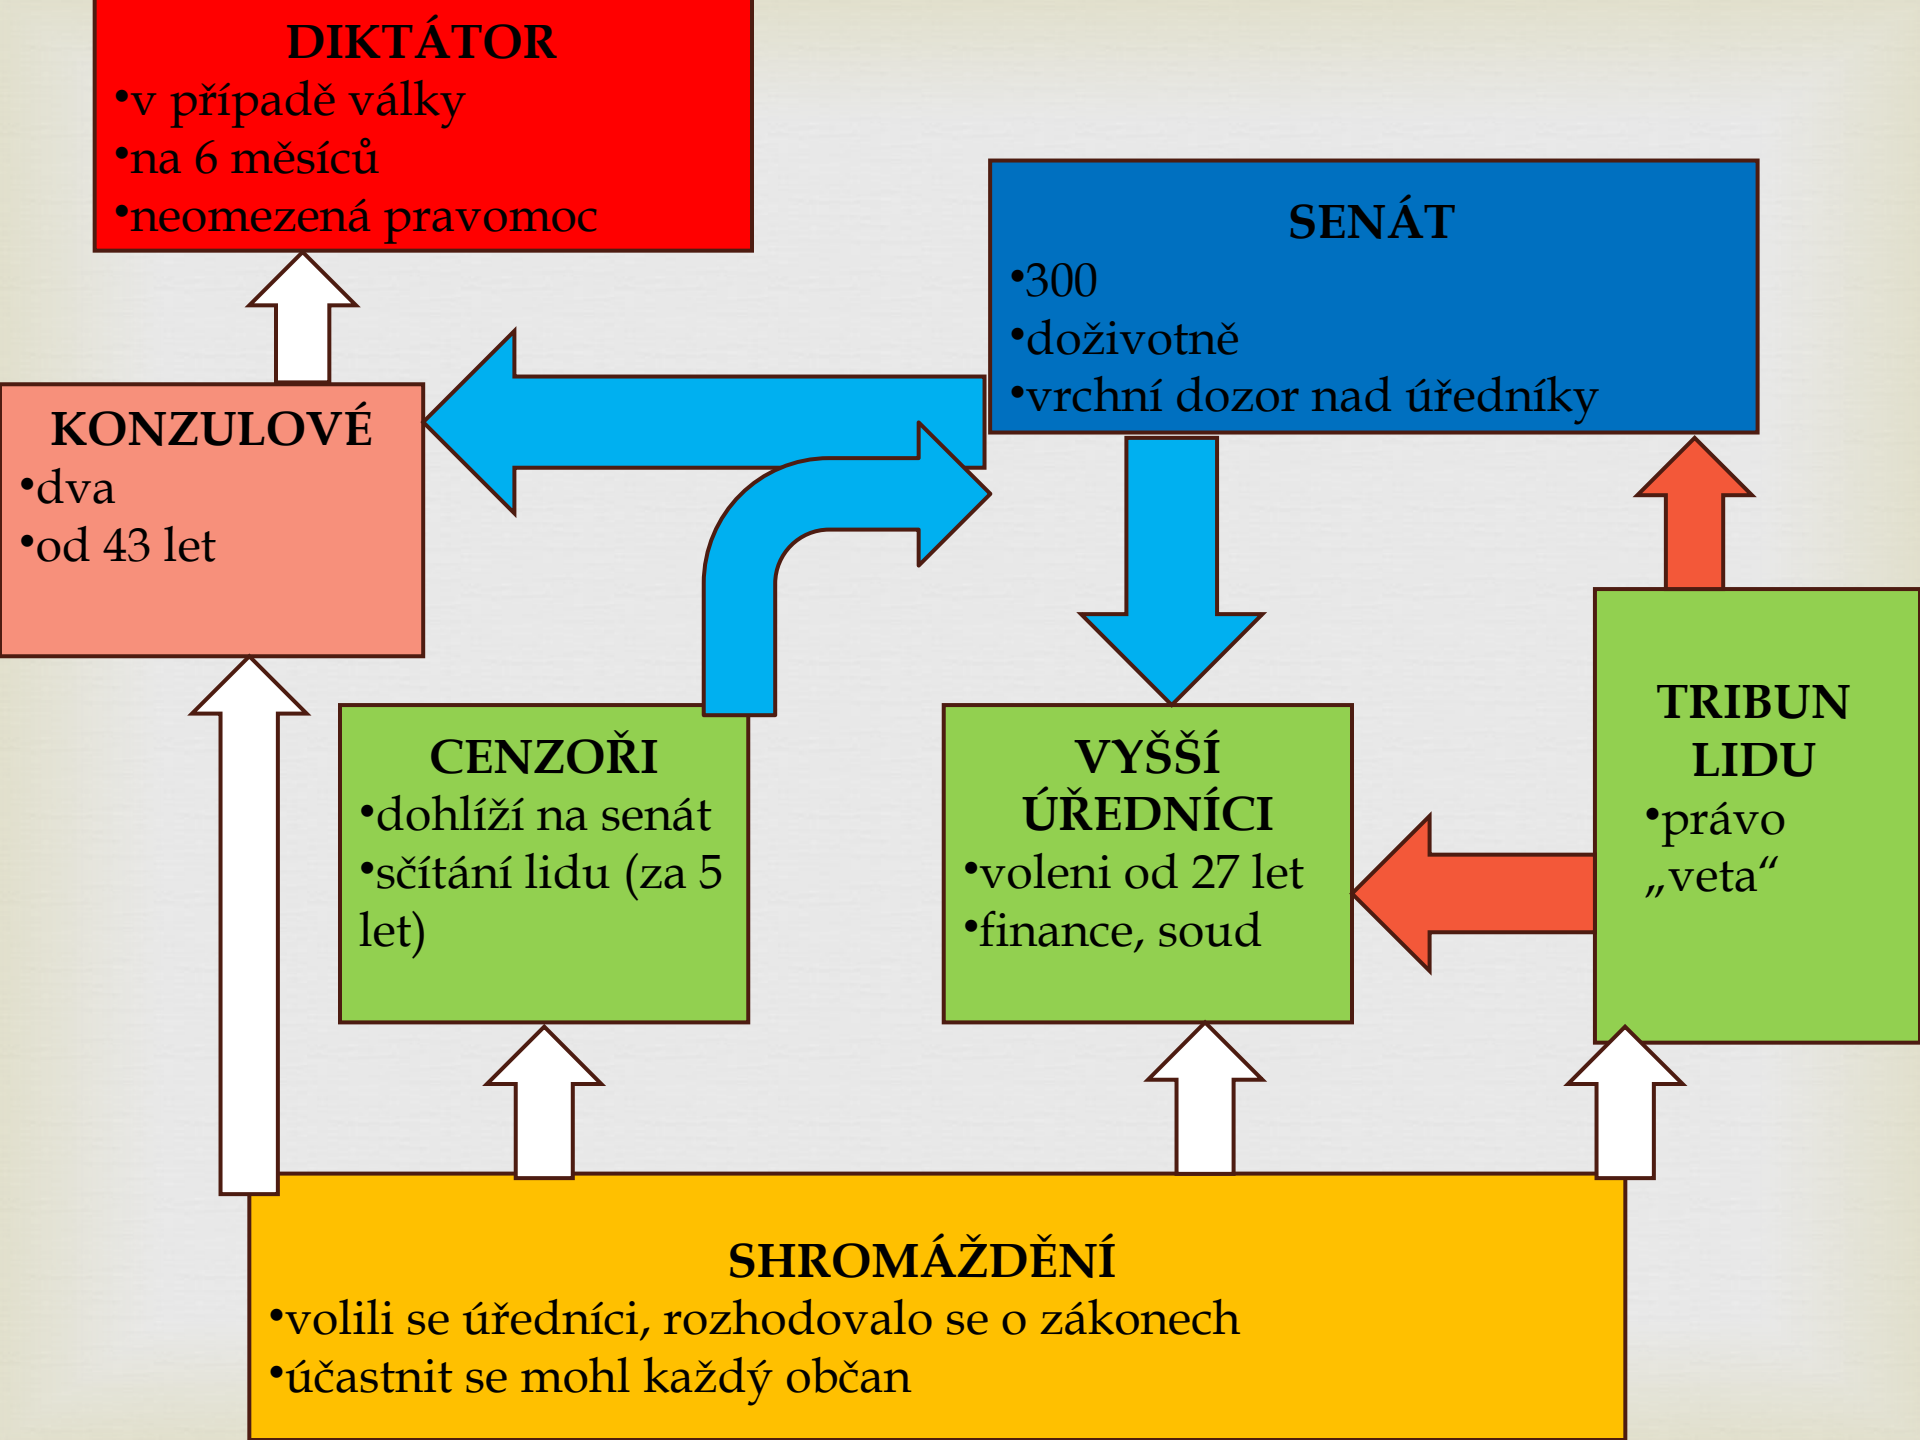 DIKTÁTOR
•v případě války
•na 6 měsíců
•neomezená pravomoc
SENÁT
•300
•doživotně
•vrchní dozor nad úředníky
KONZULOVÉ
•dva
•od 43 let
CENZOŘI
•dohlíží na senát
•sčítání lidu (za 5
let)
VYŠŠÍ
ÚŘEDNÍCI
•voleni od 27 let
•finance, soud
TRIBUN
LIDU
•právo
„veta“
SHROMÁŽDĚNÍ
•volili se úředníci, rozhodovalo se o zákonech
•účastnit se mohl každý občan